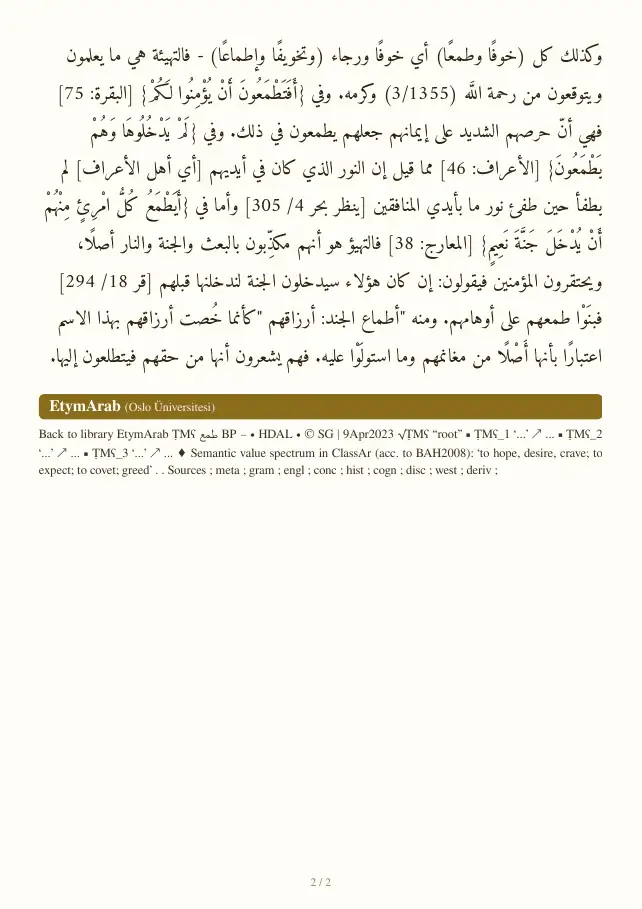 وكذلك كل (خوفًا وطمعًا) أي خوفًا ورجاء (وتخويفًا وإطماعًا) - فالتهيئة هي ما يعلمون
ويتوقعون من رحمة الله (3/1355) وكرمه. وفي {أَفَتَطْمَعُونَ أَنْ يُؤْمِنُوا لَكُمْ} [البقرة: 75]
فهي أنّ حرصهم الشديد على إيمانهم جعلهم يطمعون في ذلك. وفي {لَمْ يَدْخُلُوهَا وَهُمْ
يَطْمَعُونَ} [الأعراف: 46] مما قيل إن النور الذي كان في أيديهم [أي أهل الأعراف] لم
يطفأ حين طفئ نور ما بأيدي المنافقين [ينظر بحر 4/ 305] وأما في {أَيَطْمَعُ كُلُّ امْرِئٍ مِنْهُمْ
أَنْ يُدْخَلَ جَنَّةَ نَعِيمٍ} [المعارج: 38] فالتهيؤ هو أنهم مكذّبون بالبعث والجنة والنار أصلًا،
ويحتقرون المؤمنين فيقولون: إن كان هؤلاء سيدخلون الجنة لندخلنها قبلهم [قر 18/ 294]
فبنَوْا طمعهم على أوهامهم. ومنه "أطماع الجند: أرزاقهم "كأنما خُصت أرزاقهم بهذا الاسم
اعتبارًا بأنها أَصْلًا من مغانمهم وما استولَوْا عليه. فهم يشعرون أنها من حقهم فيتطلعون إليها.
EtymArab (Oslo Üniversitesi)
Back to library EtymArab ṬMʕ طمع BP – • HDAL • © SG | 9Apr2023 √ṬMʕ “root” ▪ ṬMʕ_1 ‘...’ ↗ ... ▪ ṬMʕ_2
‘...’ ↗ ... ▪ ṬMʕ_3 ‘...’ ↗ ... ♦ Semantic value spectrum in ClassAr (acc. to BAH2008): ‘to hope, desire, crave; to
expect; to covet; greed’ . . Sources ; meta ; gram ; engl ; conc ; hist ; cogn ; disc ; west ; deriv ;
2 / 2